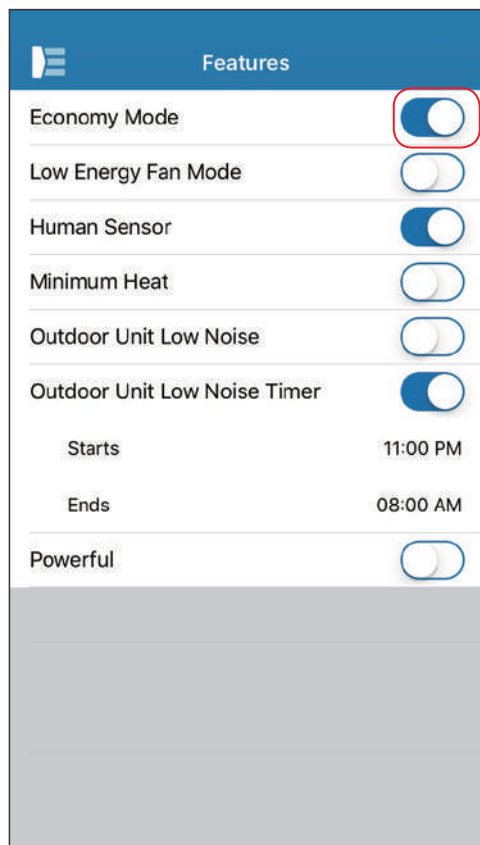 Features
Economy Mode
Low Energy Fan Mode
Human Sensor
Minimum Heat
Outdoor Unit Low Noise
Outdoor Unit Low Noise Timer
Starts 11:00 PM
Ends 08:00 AM
Powerful